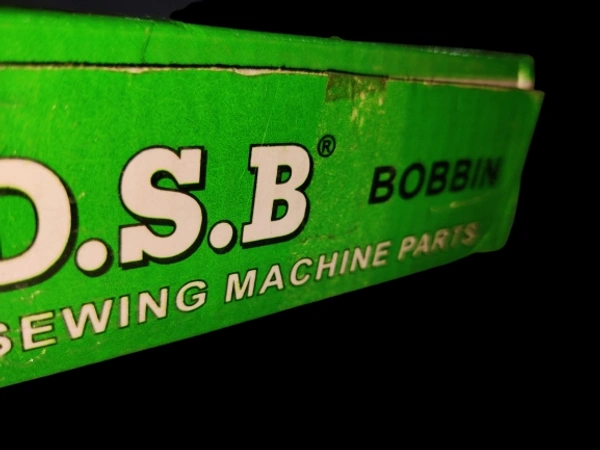 D.S.B® BOBBIN
SEWING MACHINE PARTS